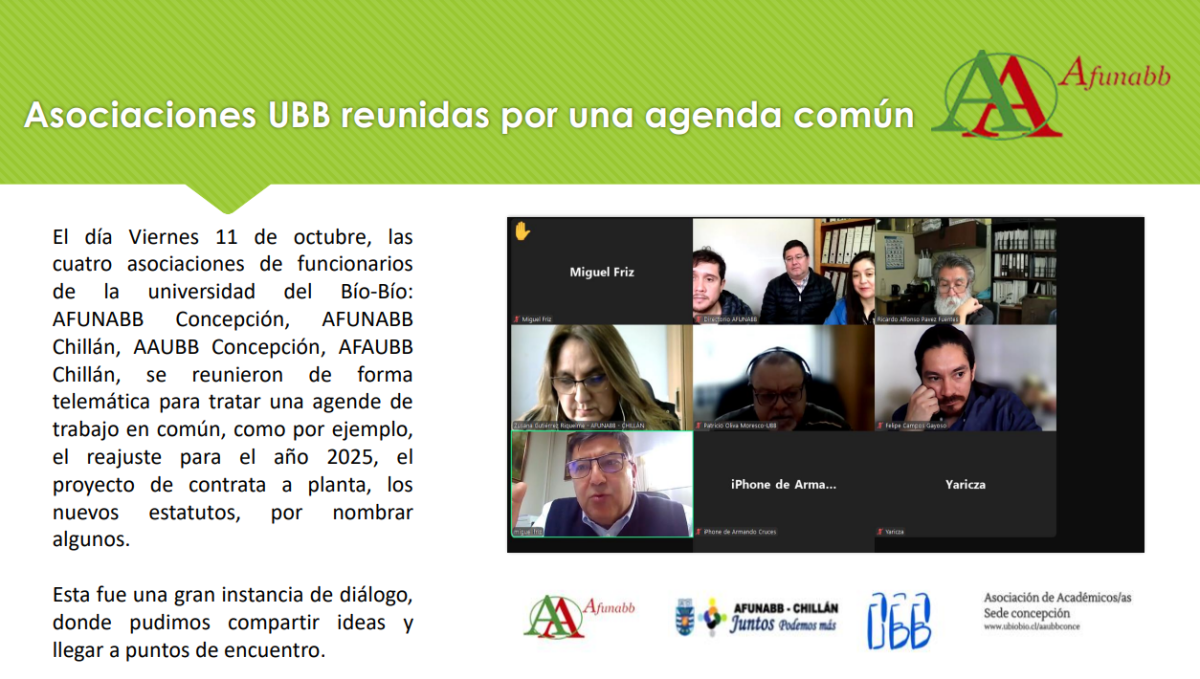 Asociaciones UBB reunidas por una agenda común
Afunabb
El día Viernes 11 de octubre, las
cuatro asociaciones de funcionarios
de la universidad del Bío-Bío:
AFUNABB Concepción, AFUNABB
Chillán, AAUBB Concepción, AFAUBB
Chillán, se reunieron de forma
telemática para tratar una agende de
trabajo en común, como por ejemplo,
el reajuste para el año 2025, el
proyecto de contrata a planta, los
nuevos estatutos, por nombrar
algunos.
Esta fue una gran instancia de diálogo,
donde pudimos compartir ideas y
llegar a puntos de encuentro.
Miguel Friz
Miguel Friz
Directorio AFUNABB
Ricardo Alfonso Pavez Fuentes
Gutiérrez Riquelme - AFUNABB - CHILLÁN
Patricio Oliva Moresco-UBB
Felipe Campos Gayoso
miguel friz
iPhone de Arma...
iPhone de Armando Cruces
Yaricza
Yaricza
Afunabb
AFUNABB - CHILLÁN
Juntos Podemos más
UBB
Asociación de Académicos/as
Sede concepción
www.ubiobio.cl/aaubbconce